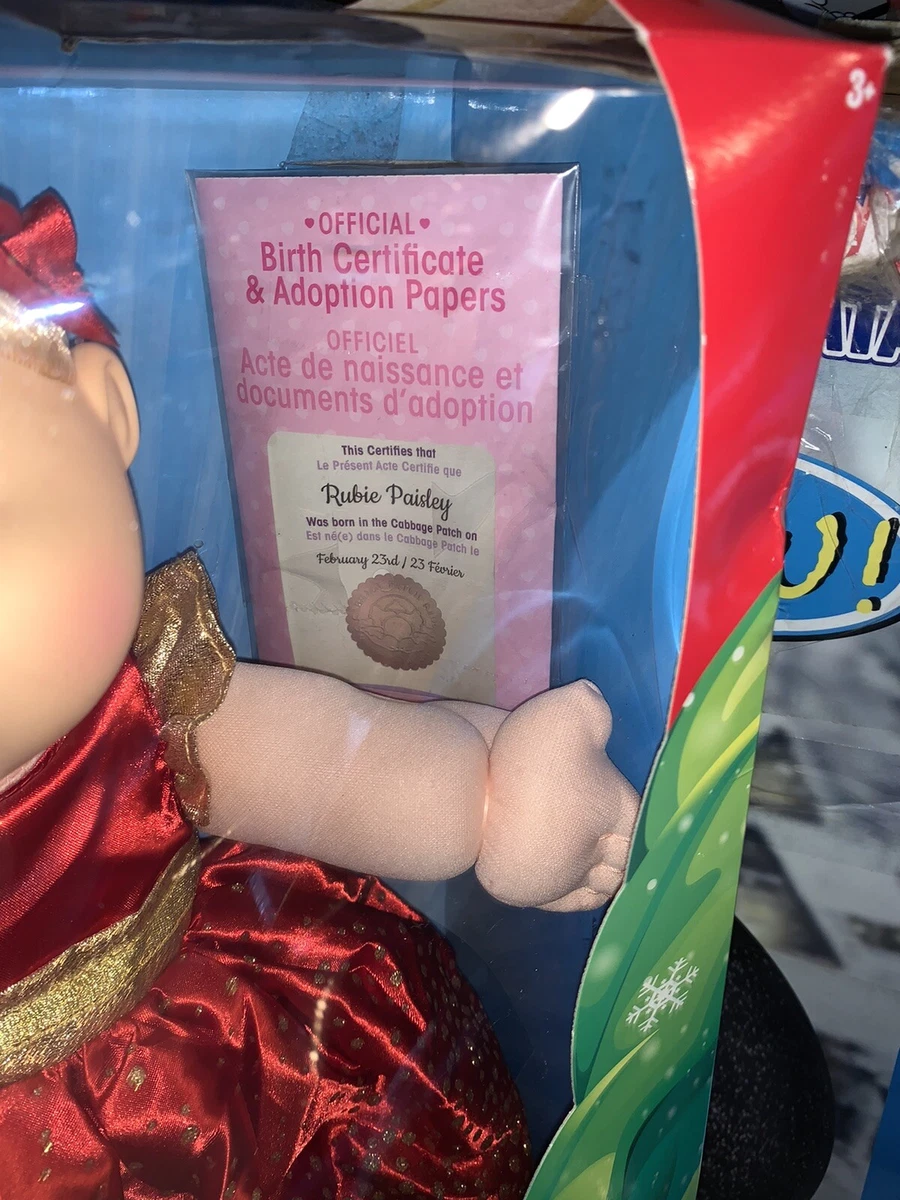 3+
♥OFFICIAL♥
Birth Certificate
& Adoption Papers
OFFICIEL
Acte de naissance et
documents d'adoption
This Certifies that
Le Présent Acte Certifie que
Rubie Paisley
Was born in the Cabbage Patch on
Est né(e) dans le Cabbage Patch le
February 23rd / 23 Février
U!